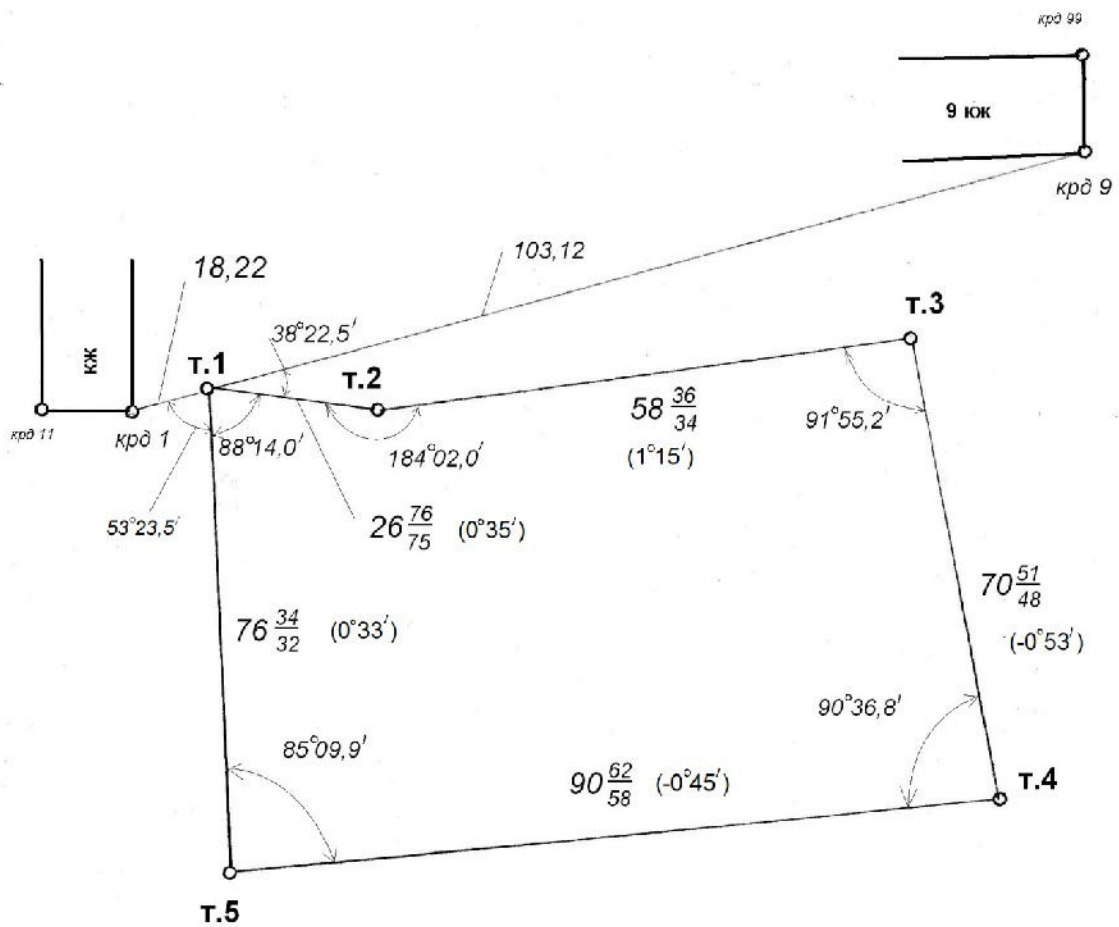 крд 99
9 кж
крд 9
103,12
18,22
т.3
38°22,5′
кж
т.1
т.2
58 36/34
91°55,2′
крд 11
крд 1
88°14,0′
184°02,0′
(1°15′)
53°23,5′
26 76/75 (0°35′)
70 51/48
76 34/32 (0°33′)
(-0°53′)
90°36,8′
85°09,9′
90 62/58 (-0°45′)
т.4
т.5